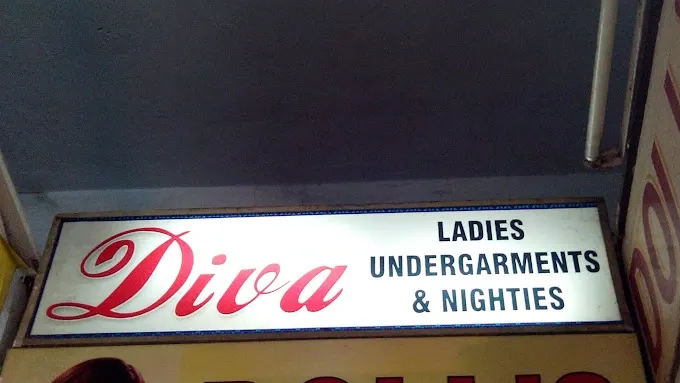 Diva
LADIES
UNDERGARMENTS
& NIGHTIES